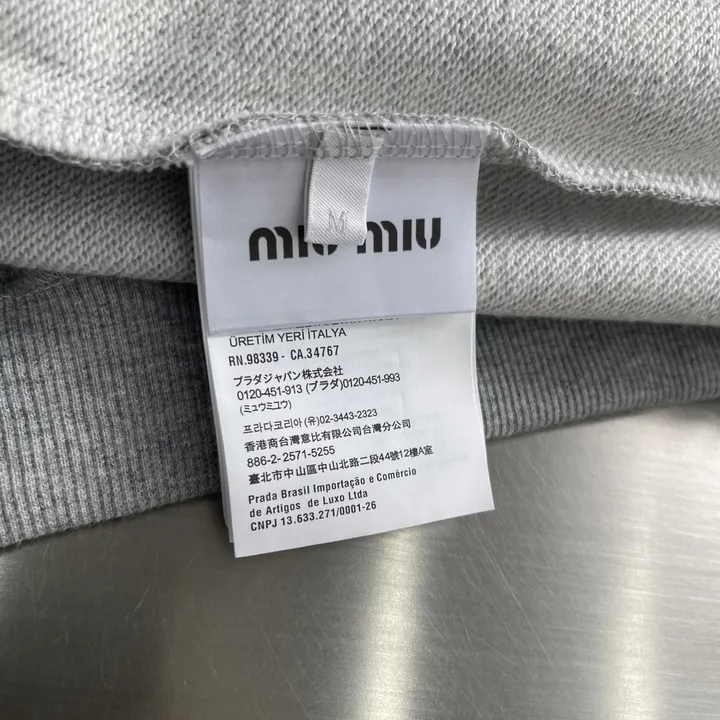 M
miu miu
ÜRETİM YERİ İTALYA
RN.98339 - CA.34767
プラダジャパン株式会社
0120-451-913 (プラダ)0120-451-993
(ミュウミュウ)
프라다코리아 (유)02-3443-2323
香港商台灣意比有限公司台灣分公司
886-2-2571-5255
臺北市中山區中山北路二段44號12樓A室
Prada Brasil Importação e Comércio
de Artigos de Luxo Ltda
CNPJ 13.633.271/0001-26